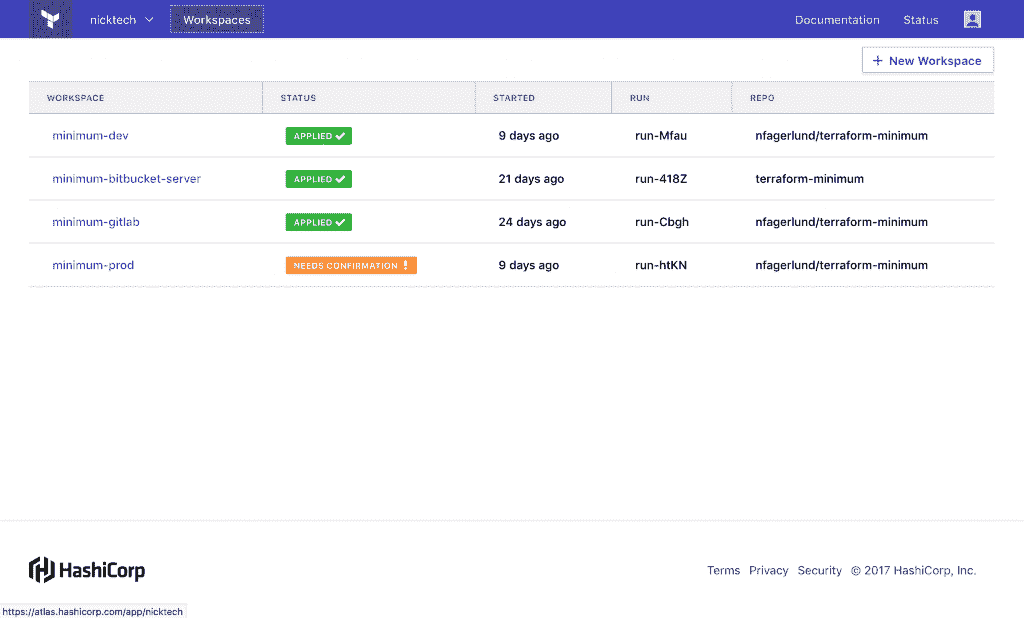 nicktech Workspaces Documentation Status
+ New Workspace
WORKSPACE STATUS STARTED RUN REPO
minimum-dev APPLIED 9 days ago run-Mfau nfagerlund/terraform-minimum
minimum-bitbucket-server APPLIED 21 days ago run-418Z terraform-minimum
minimum-gitlab APPLIED 24 days ago run-Cbgh nfagerlund/terraform-minimum
minimum-prod NEEDS CONFIRMATION ! 9 days ago run-htKN nfagerlund/terraform-minimum
HashiCorp Terms Privacy Security © 2017 HashiCorp, Inc.
https://atlas.hashicorp.com/app/nicktech